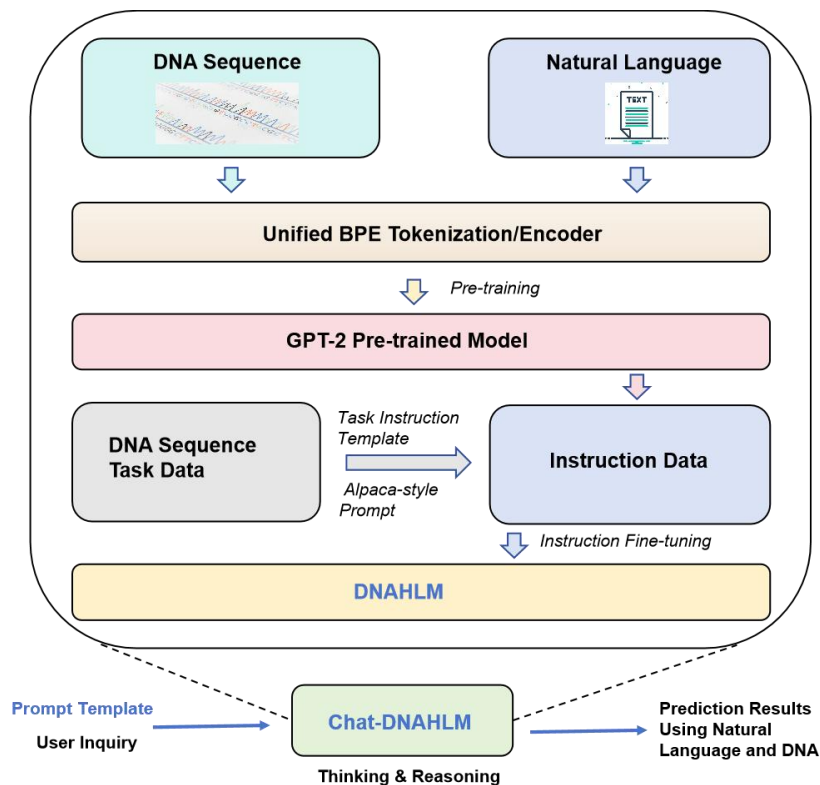 DNA Sequence
Natural Language
TEXT
Unified BPE Tokenization/Encoder
Pre-training
GPT-2 Pre-trained Model
DNA Sequence
Task Data
Task Instruction
Template
Alpaca-style
Prompt
Instruction Data
Instruction Fine-tuning
DNAHLM
Prompt Template
User Inquiry
Chat-DNAHLM
Thinking & Reasoning
Prediction Results
Using Natural
Language and DNA